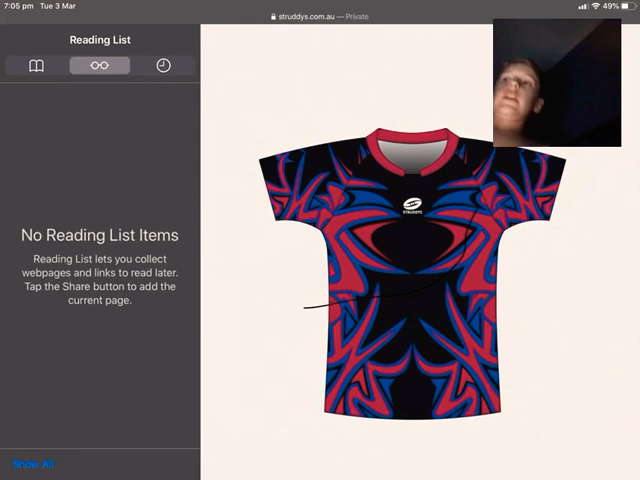 7:05 pm Tue 3 Mar
49%
struddys.com.au — Private
Reading List
STRUDDYS
No Reading List Items
Reading List lets you collect
webpages and links to read later.
Tap the Share button to add the
current page.
Show All